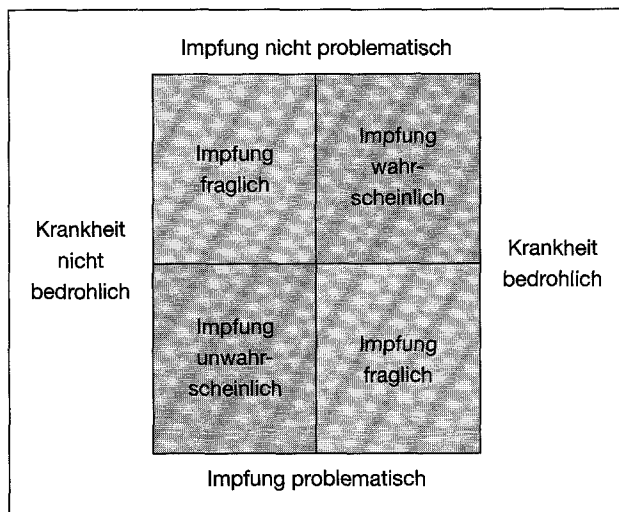 Impfung nicht problematisch
Impfung
fraglich
Impfung
wahr-
scheinlich
Krankheit
nicht
bedrohlich
Krankheit
bedrohlich
Impfung
unwahr-
scheinlich
Impfung
fraglich
Impfung problematisch